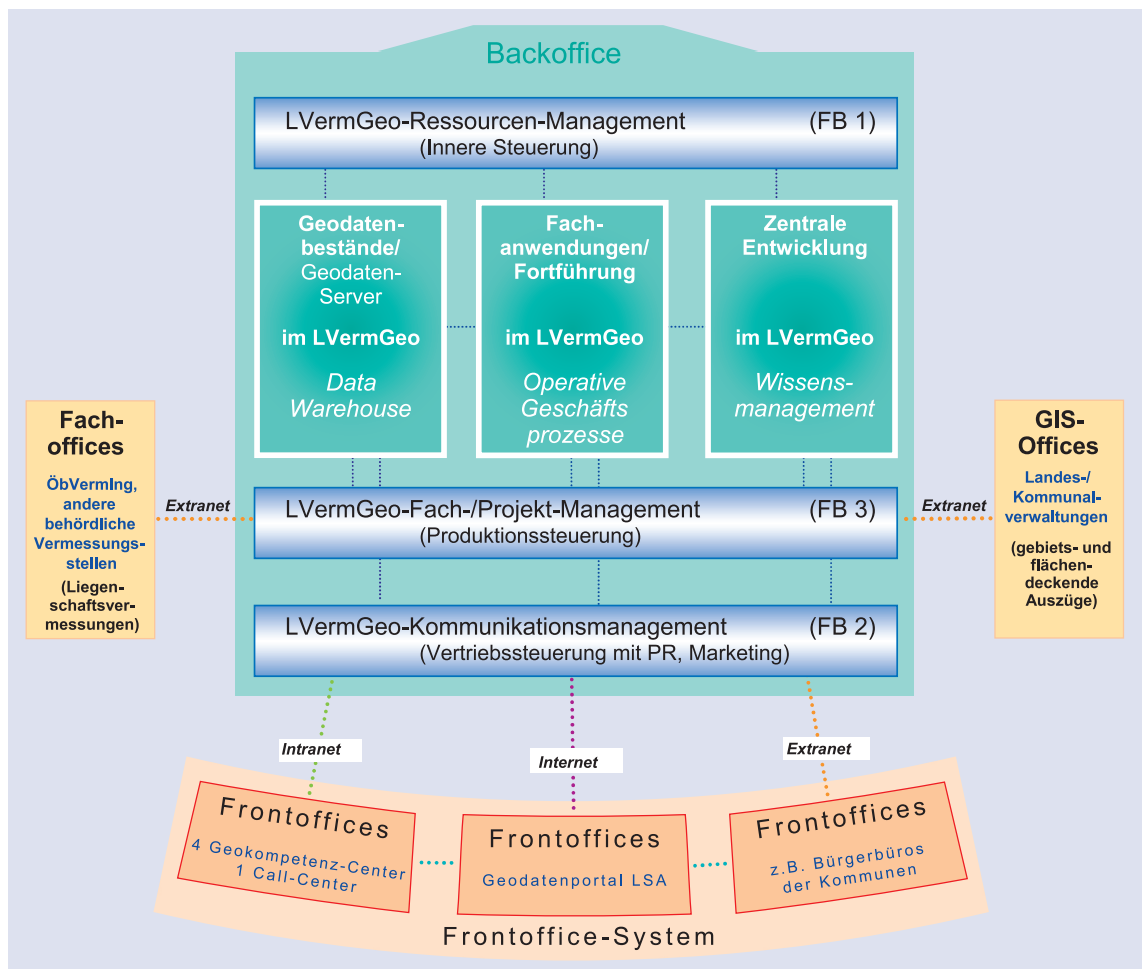 Backoffice
LVermGeo-Ressourcen-Management (FB 1)
(Innere Steuerung)
Geodaten-
bestände/
Geodaten-
Server
im LVermGeo
Data
Warehouse
Fach-
anwendungen/
Fortführung
im LVermGeo
Operative
Geschäfts
prozesse
Zentrale
Entwicklung
im LVermGeo
Wissens-
management
Fach-
offices
ÖbVermIng,
andere
behördliche
Vermessungs-
stellen
(Liegen-
schaftsver-
messungen)
Extranet
LVermGeo-Fach-/Projekt-Management (FB 3)
(Produktionssteuerung)
Extranet
GIS-
Offices
Landes-/
Kommunal-
verwaltungen
(gebiets- und
flächen-
deckende
Auszüge)
LVermGeo-Kommunikationsmanagement (FB 2)
(Vertriebssteuerung mit PR, Marketing)
Intranet
Internet
Extranet
Frontoffices
4 Geokompetenz-Center
1 Call-Center
Frontoffices
Geodatenportal LSA
Frontoffices
z.B. Bürgerbüros
der Kommunen
Frontoffice-System